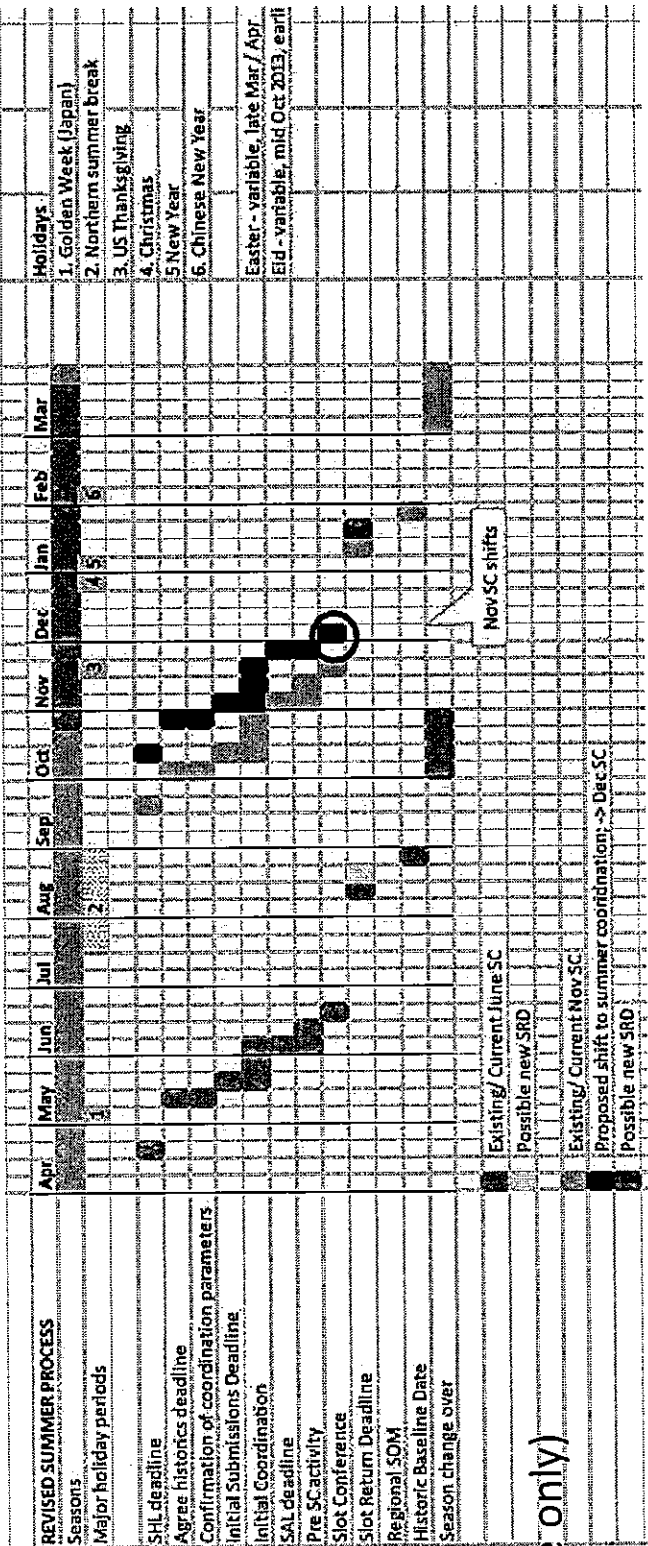 REVISED SUMMER PROCESS
Apr May Jun Jul Aug Sep Oct Nov Dec Jan Feb Mar
Holidays
Seasons
1. Golden Week (Japan)
Major holiday periods
1 2 3 4 5 6
2. Northern summer break
3. US Thanksgiving
SHL deadline
4. Christmas
Agree historics deadline
5 New Year
Confirmation of coordination parameters
6. Chinese New Year
Initial Submissions Deadline
Initial Coordination
Easter - variable, late Mar / Apr
SAL deadline
Eid - variable, mid Oct 2013, earli
Pre SC activity
Slot Conference
Slot Return Deadline
Regional SOM
Historic Baseline Date
Season change over
Nov SC shifts
Existing/ Current June SC
Possible new SRD
only)
Existing/ Current Nov SC
Proposed shift to summer cooridnation; -> Dec SC
Possible new SRD